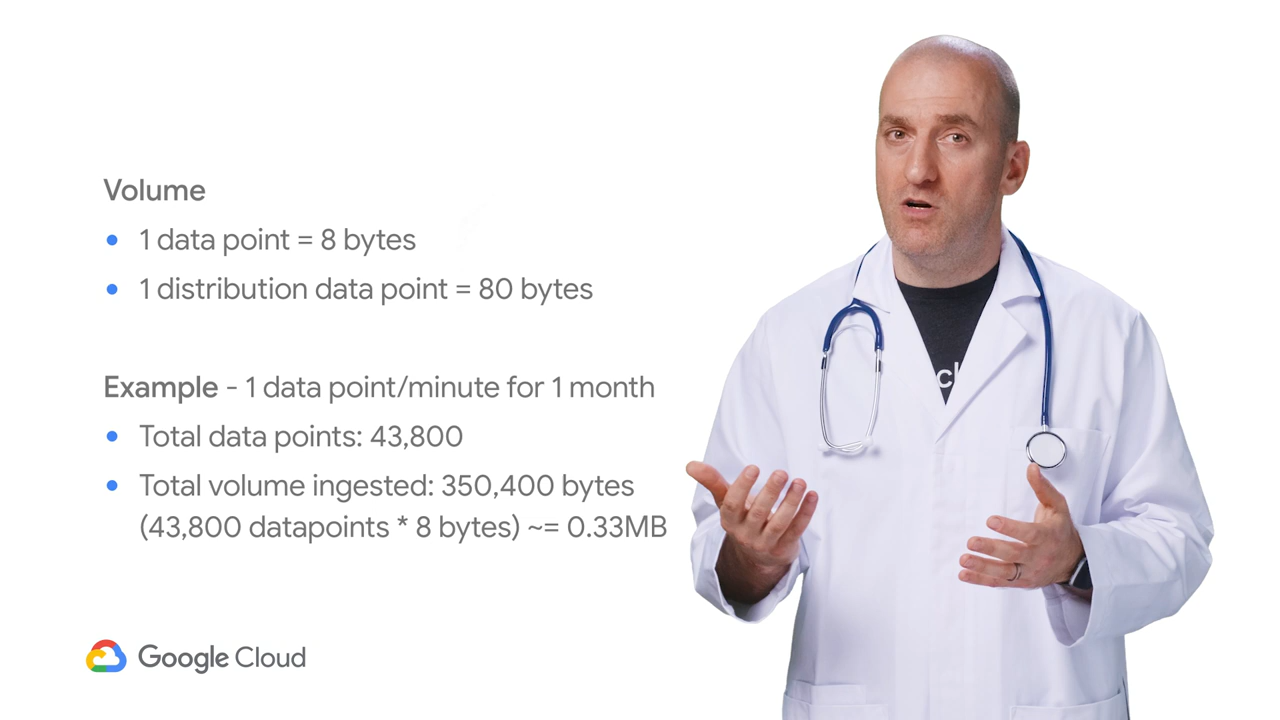 Volume
1 data point = 8 bytes
1 distribution data point = 80 bytes
Example - 1 data point/minute for 1 month
Total data points: 43,800
Total volume ingested: 350,400 bytes
(43,800 datapoints * 8 bytes) ~= 0.33MB
Google Cloud